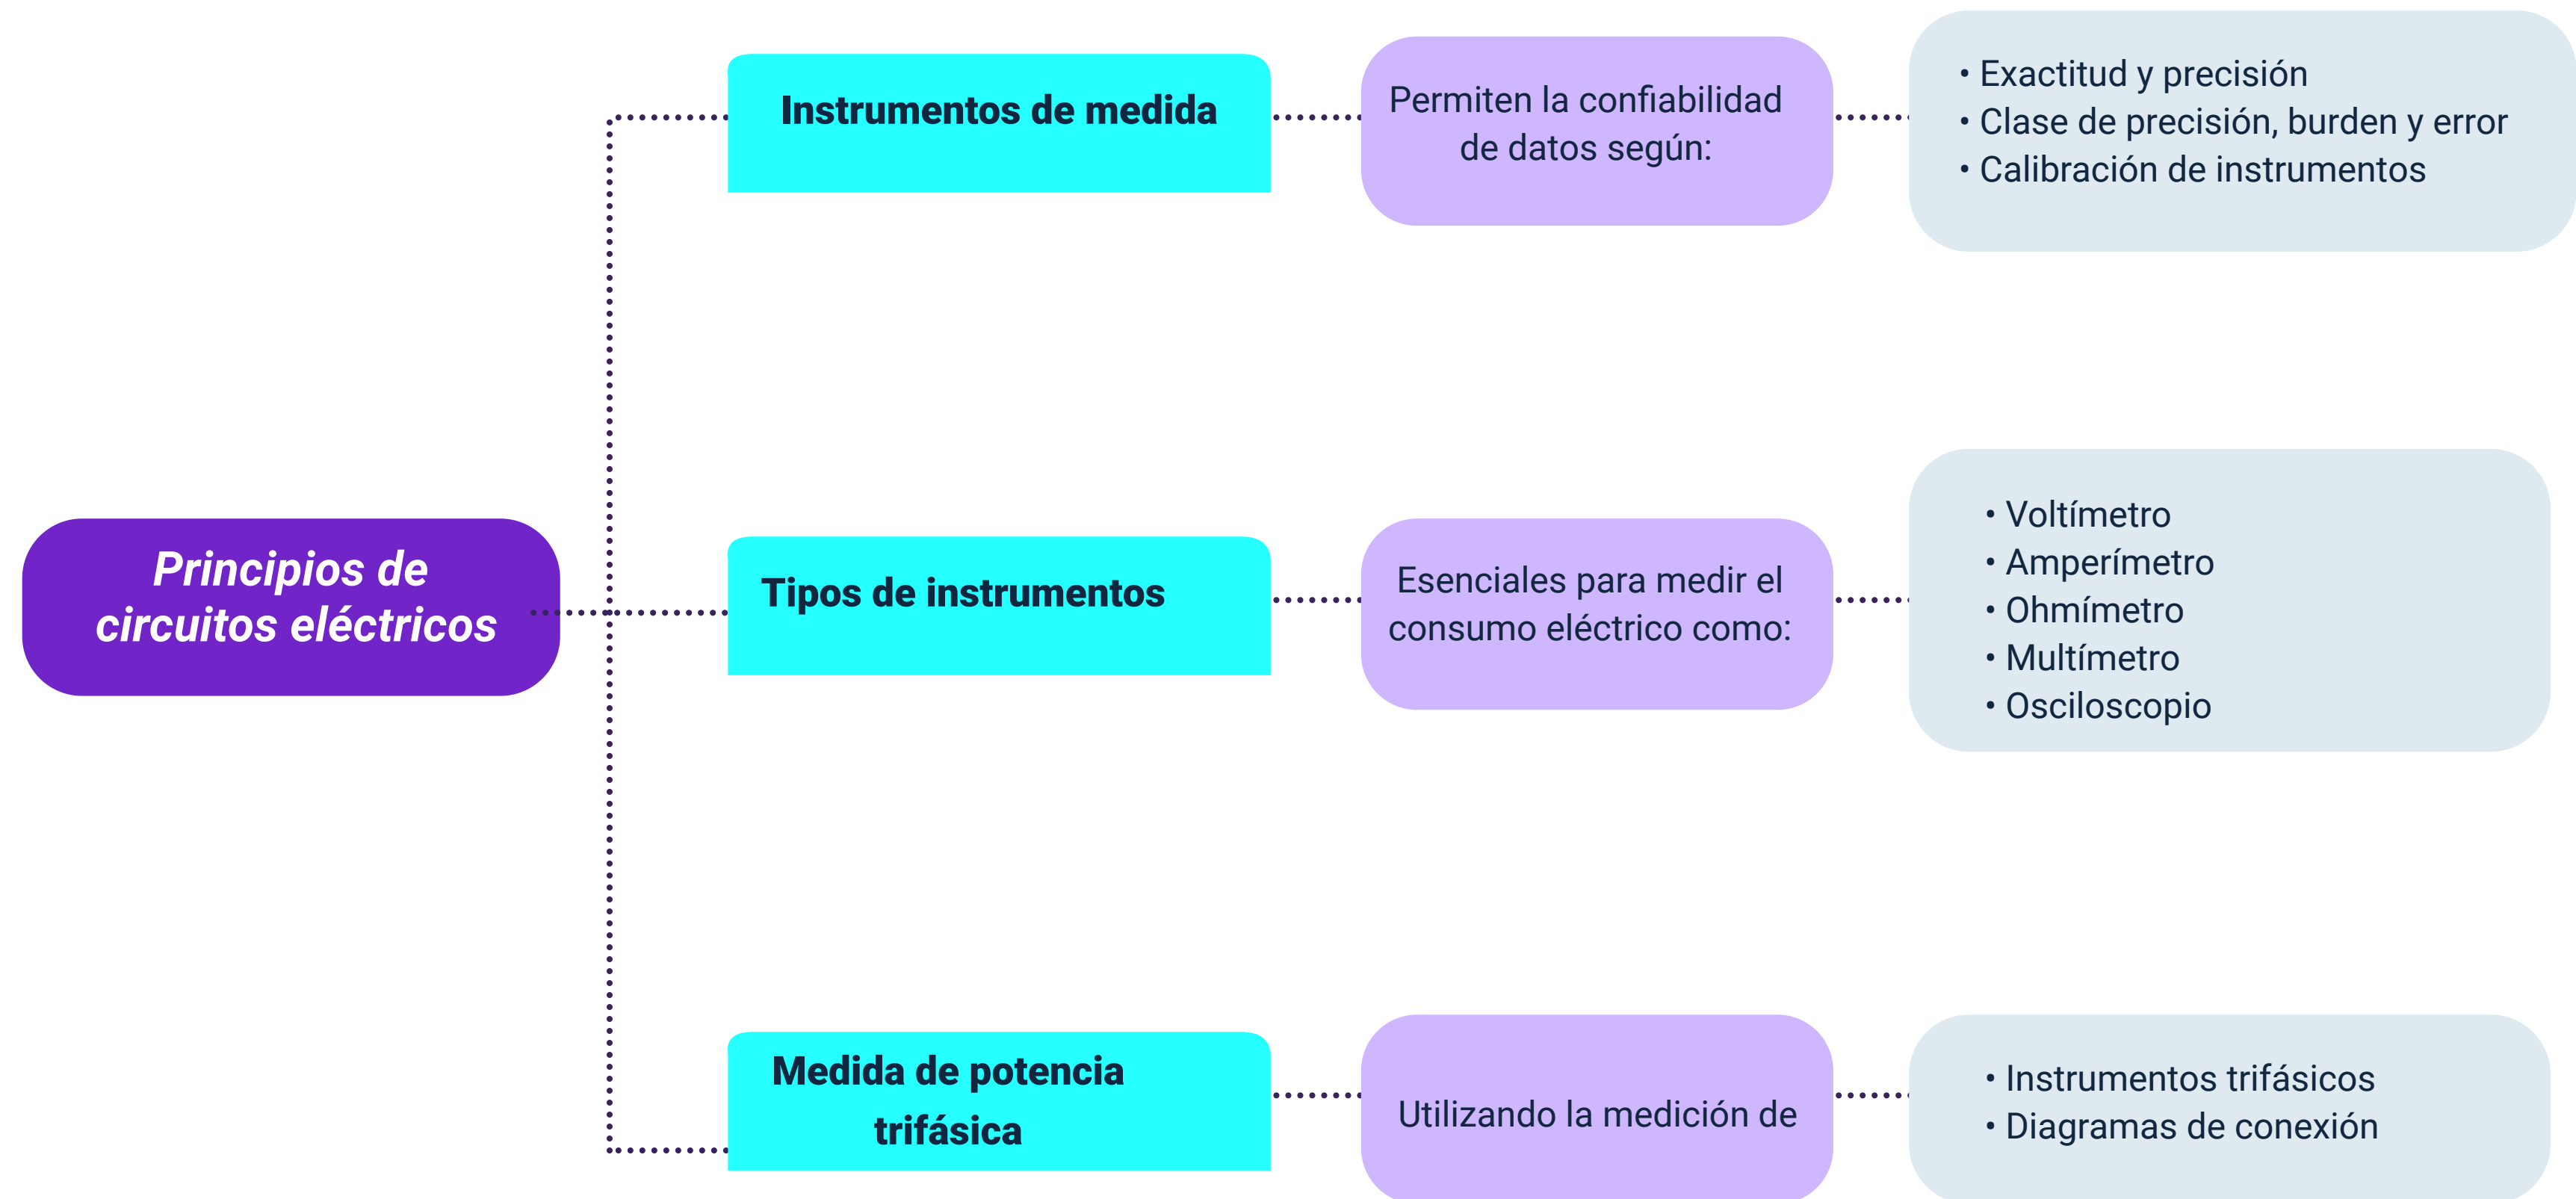 Instrumentos de medida
Permiten la confiabilidad
de datos según:
• Exactitud y precisión
• Clase de precisión, burden y error
• Calibración de instrumentos
Principios de
circuitos eléctricos
Tipos de instrumentos
Esenciales para medir el
consumo eléctrico como:
• Voltímetro
• Amperímetro
• Ohmímetro
• Multímetro
• Osciloscopio
Medida de potencia
trifásica
Utilizando la medición de
• Instrumentos trifásicos
• Diagramas de conexión